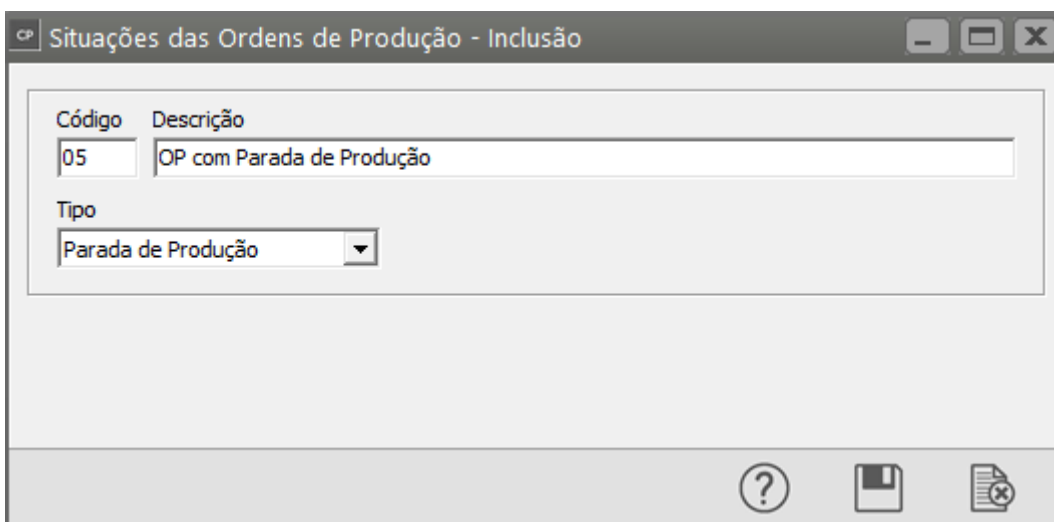 CP Situações das Ordens de Produção - Inclusão
Código Descrição
05 OP com Parada de Produção
Tipo
Parada de Produção
?